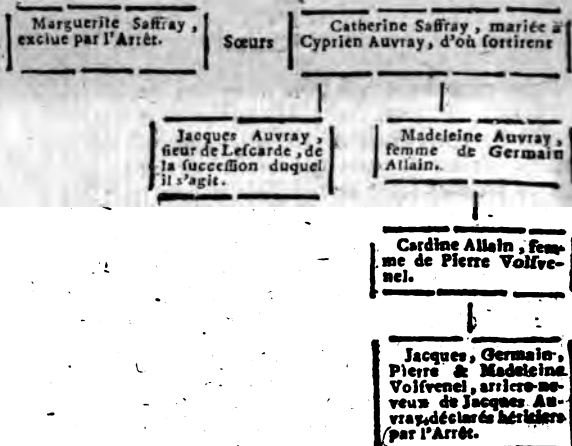 Marguerite Saffray,
exclue par l'Arrêt.
Sœurs
Catherine Saffray, mariée à
Cyprien Auvray, d'où sortirent
Jacques Auvray,
sieur de Lescarde, de
la succession duquel
il s'agit.
Madeleine Auvray,
femme de Germain
Allain.
Cardine Allain, fem-
me de Pierre Volsve-
nel.
Jacques, Germain,
Pierre & Madeleine
Volsvenel, arriere-ne-
veux de Jacques Au-
vray, déclarés héritiers
par l'Arrêt.